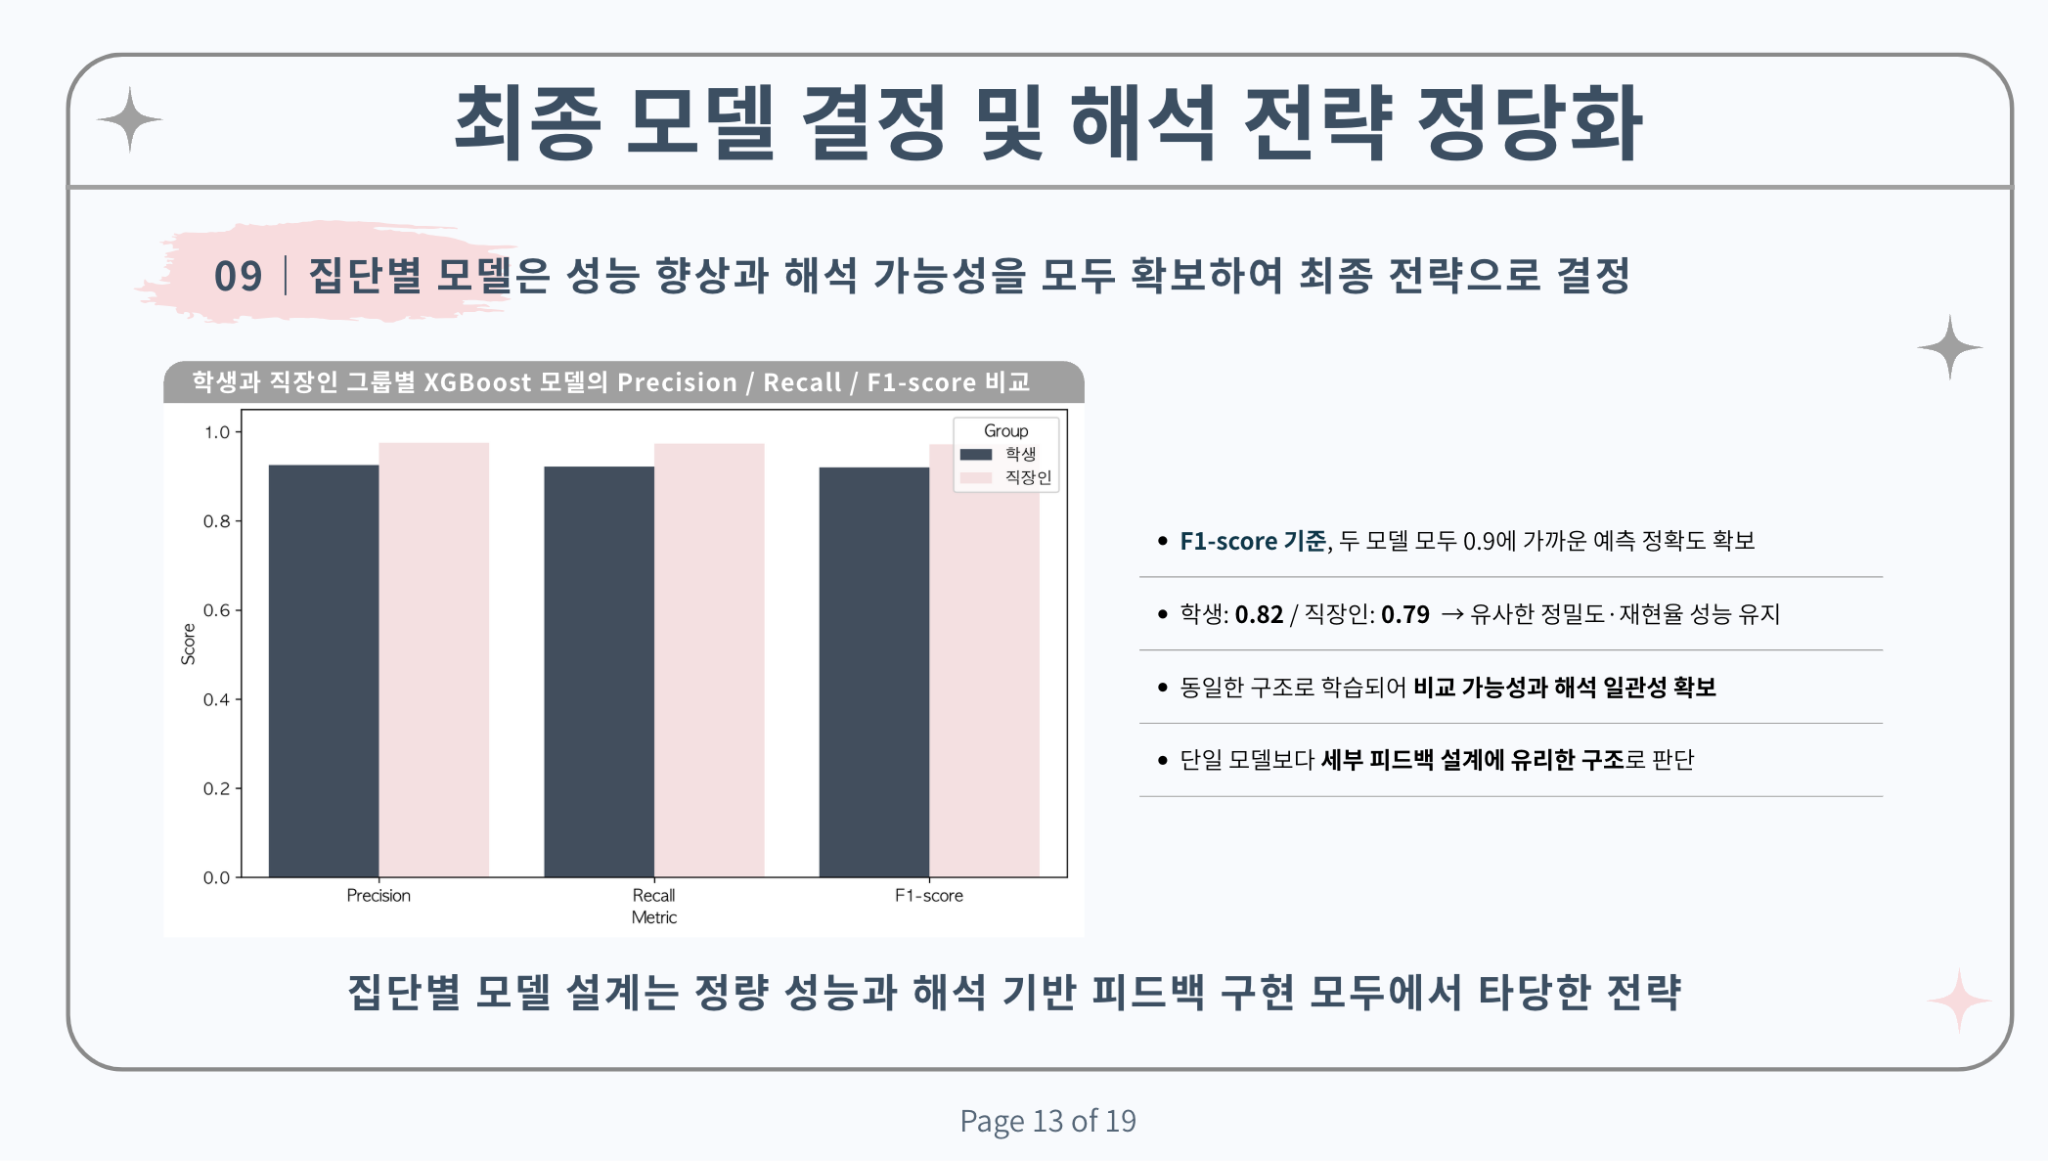 최종 모델 결정 및 해석 전략 정당화
09 | 집단별 모델은 성능 향상과 해석 가능성을 모두 확보하여 최종 전략으로 결정
학생과 직장인 그룹별 XGBoost 모델의 Precision / Recall / F1-score 비교
1.0
0.8
0.6
0.4
0.2
0.0
Score
Group
학생
직장인
Precision
Recall
F1-score
Metric
• F1-score 기준, 두 모델 모두 0.9에 가까운 예측 정확도 확보
• 학생: 0.82 / 직장인: 0.79 → 유사한 정밀도·재현율 성능 유지
• 동일한 구조로 학습되어 비교 가능성과 해석 일관성 확보
• 단일 모델보다 세부 피드백 설계에 유리한 구조로 판단
집단별 모델 설계는 정량 성능과 해석 기반 피드백 구현 모두에서 타당한 전략
Page 13 of 19